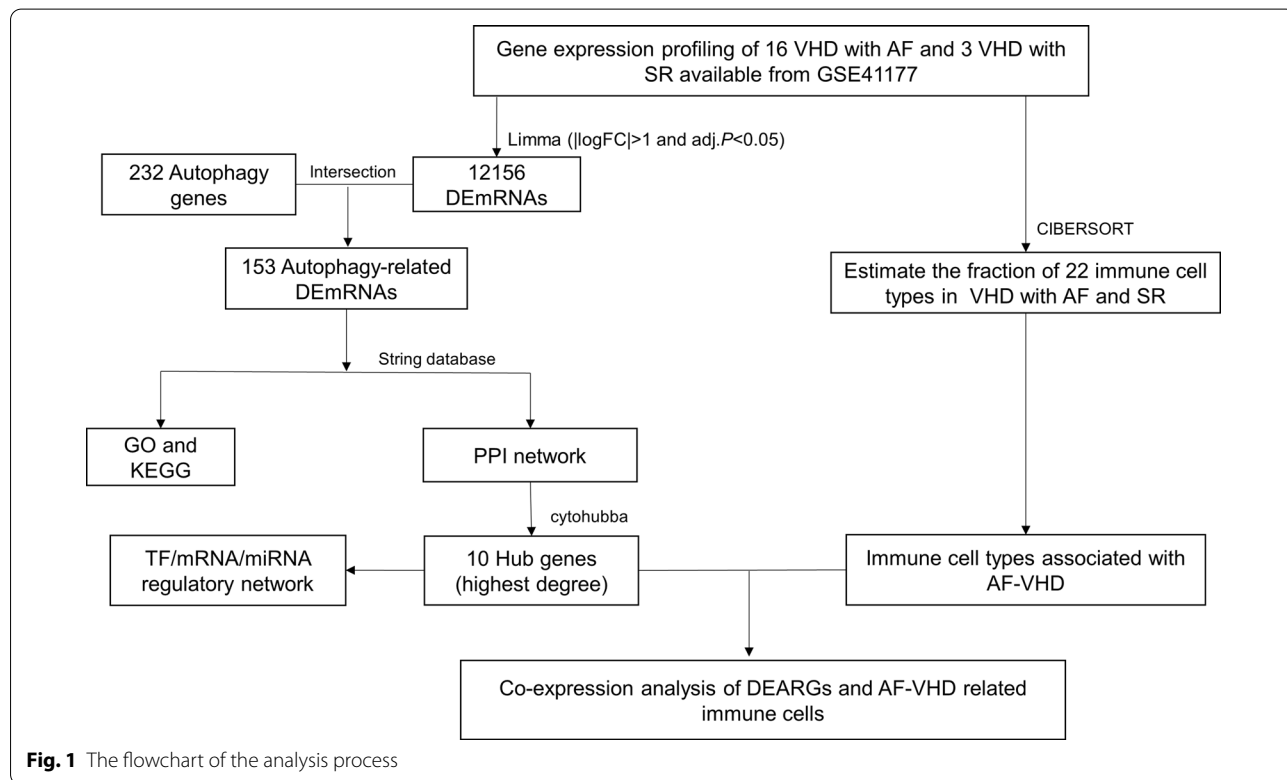 Gene expression profiling of 16 VHD with AF and 3 VHD with
SR available from GSE41177
Limma (|logFC|>1 and adj.P<0.05)
232 Autophagy
genes
Intersection
12156
DEmRNAs
CIBERSORT
153 Autophagy-related
DEmRNAs
Estimate the fraction of 22 immune cell
types in VHD with AF and SR
String database
GO and
KEGG
PPI network
cytohubba
TF/mRNA/miRNA
regulatory network
10 Hub genes
(highest degree)
Immune cell types associated with
AF-VHD
Co-expression analysis of DEARGs and AF-VHD related
immune cells
Fig. 1 The flowchart of the analysis process